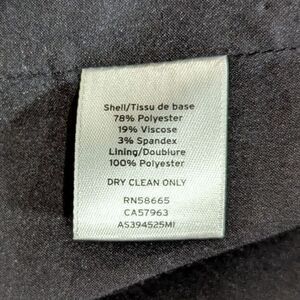 Shell/Tissu de base
78% Polyester
19% Viscose
3% Spandex
Lining/Doublure
100% Polyester
DRY CLEAN ONLY
RN58665
CA57963
AS394525MI